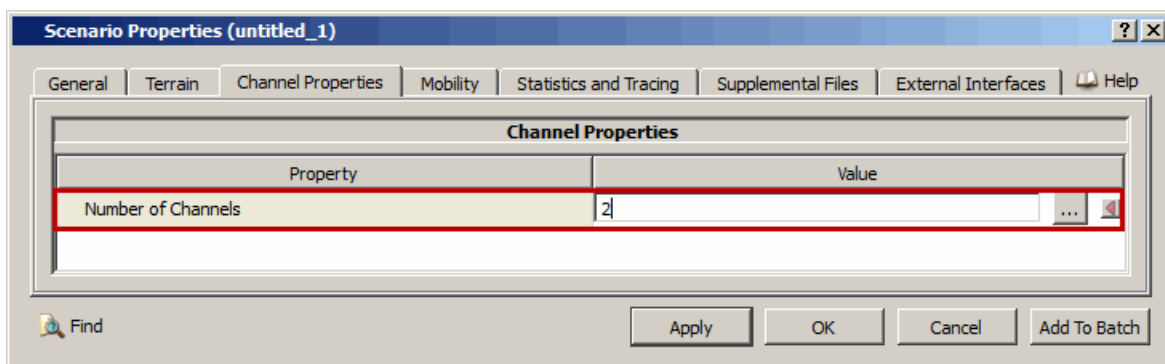 Scenario Properties (untitled_1)
General Terrain Channel Properties Mobility Statistics and Tracing Supplemental Files External Interfaces Help
Channel Properties
Property Value
Number of Channels 2 ...
Find Apply OK Cancel Add To Batch